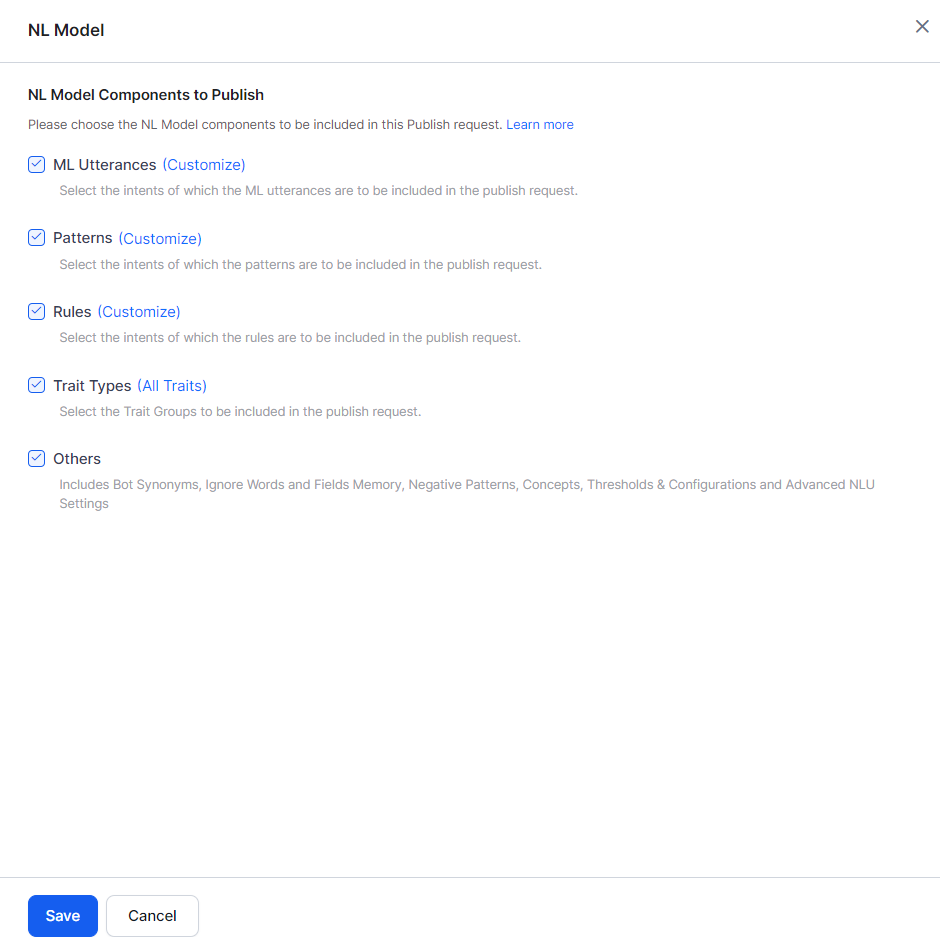 NL Model
NL Model Components to Publish
Please choose the NL Model components to be included in this Publish request. Learn more
ML Utterances (Customize)
Select the intents of which the ML utterances are to be included in the publish request.
Patterns (Customize)
Select the intents of which the patterns are to be included in the publish request.
Rules (Customize)
Select the intents of which the rules are to be included in the publish request.
Trait Types (All Traits)
Select the Trait Groups to be included in the publish request.
Others
Includes Bot Synonyms, Ignore Words and Fields Memory, Negative Patterns, Concepts, Thresholds & Configurations and Advanced NLU
Settings
Save Cancel